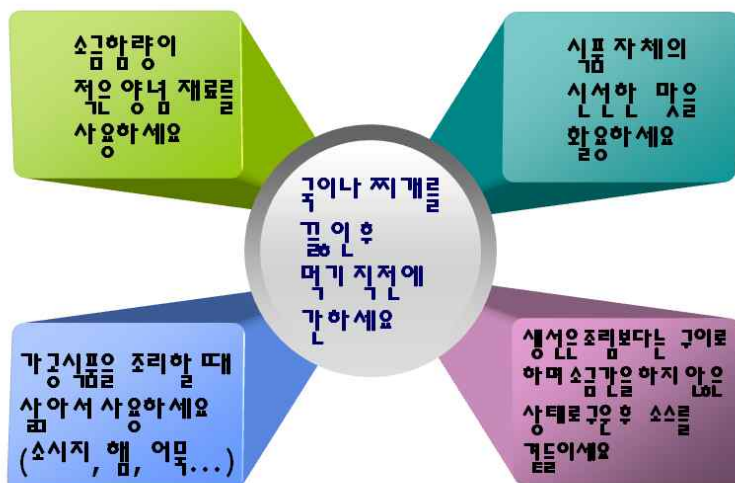 소금함량이
적은 양념 재료를
사용하세요
식품 자체의
신선한 맛을
활용하세요
국이나 찌개를
끓인 후
먹기 직전에
간하세요
가공식품을 조리할 때
삶아서 사용하세요
(소시지, 햄, 어묵...)
생선은 조림보다는 구이로
하며 소금간을 하지 않은
상태로 구운 후 소스를
곁들이세요